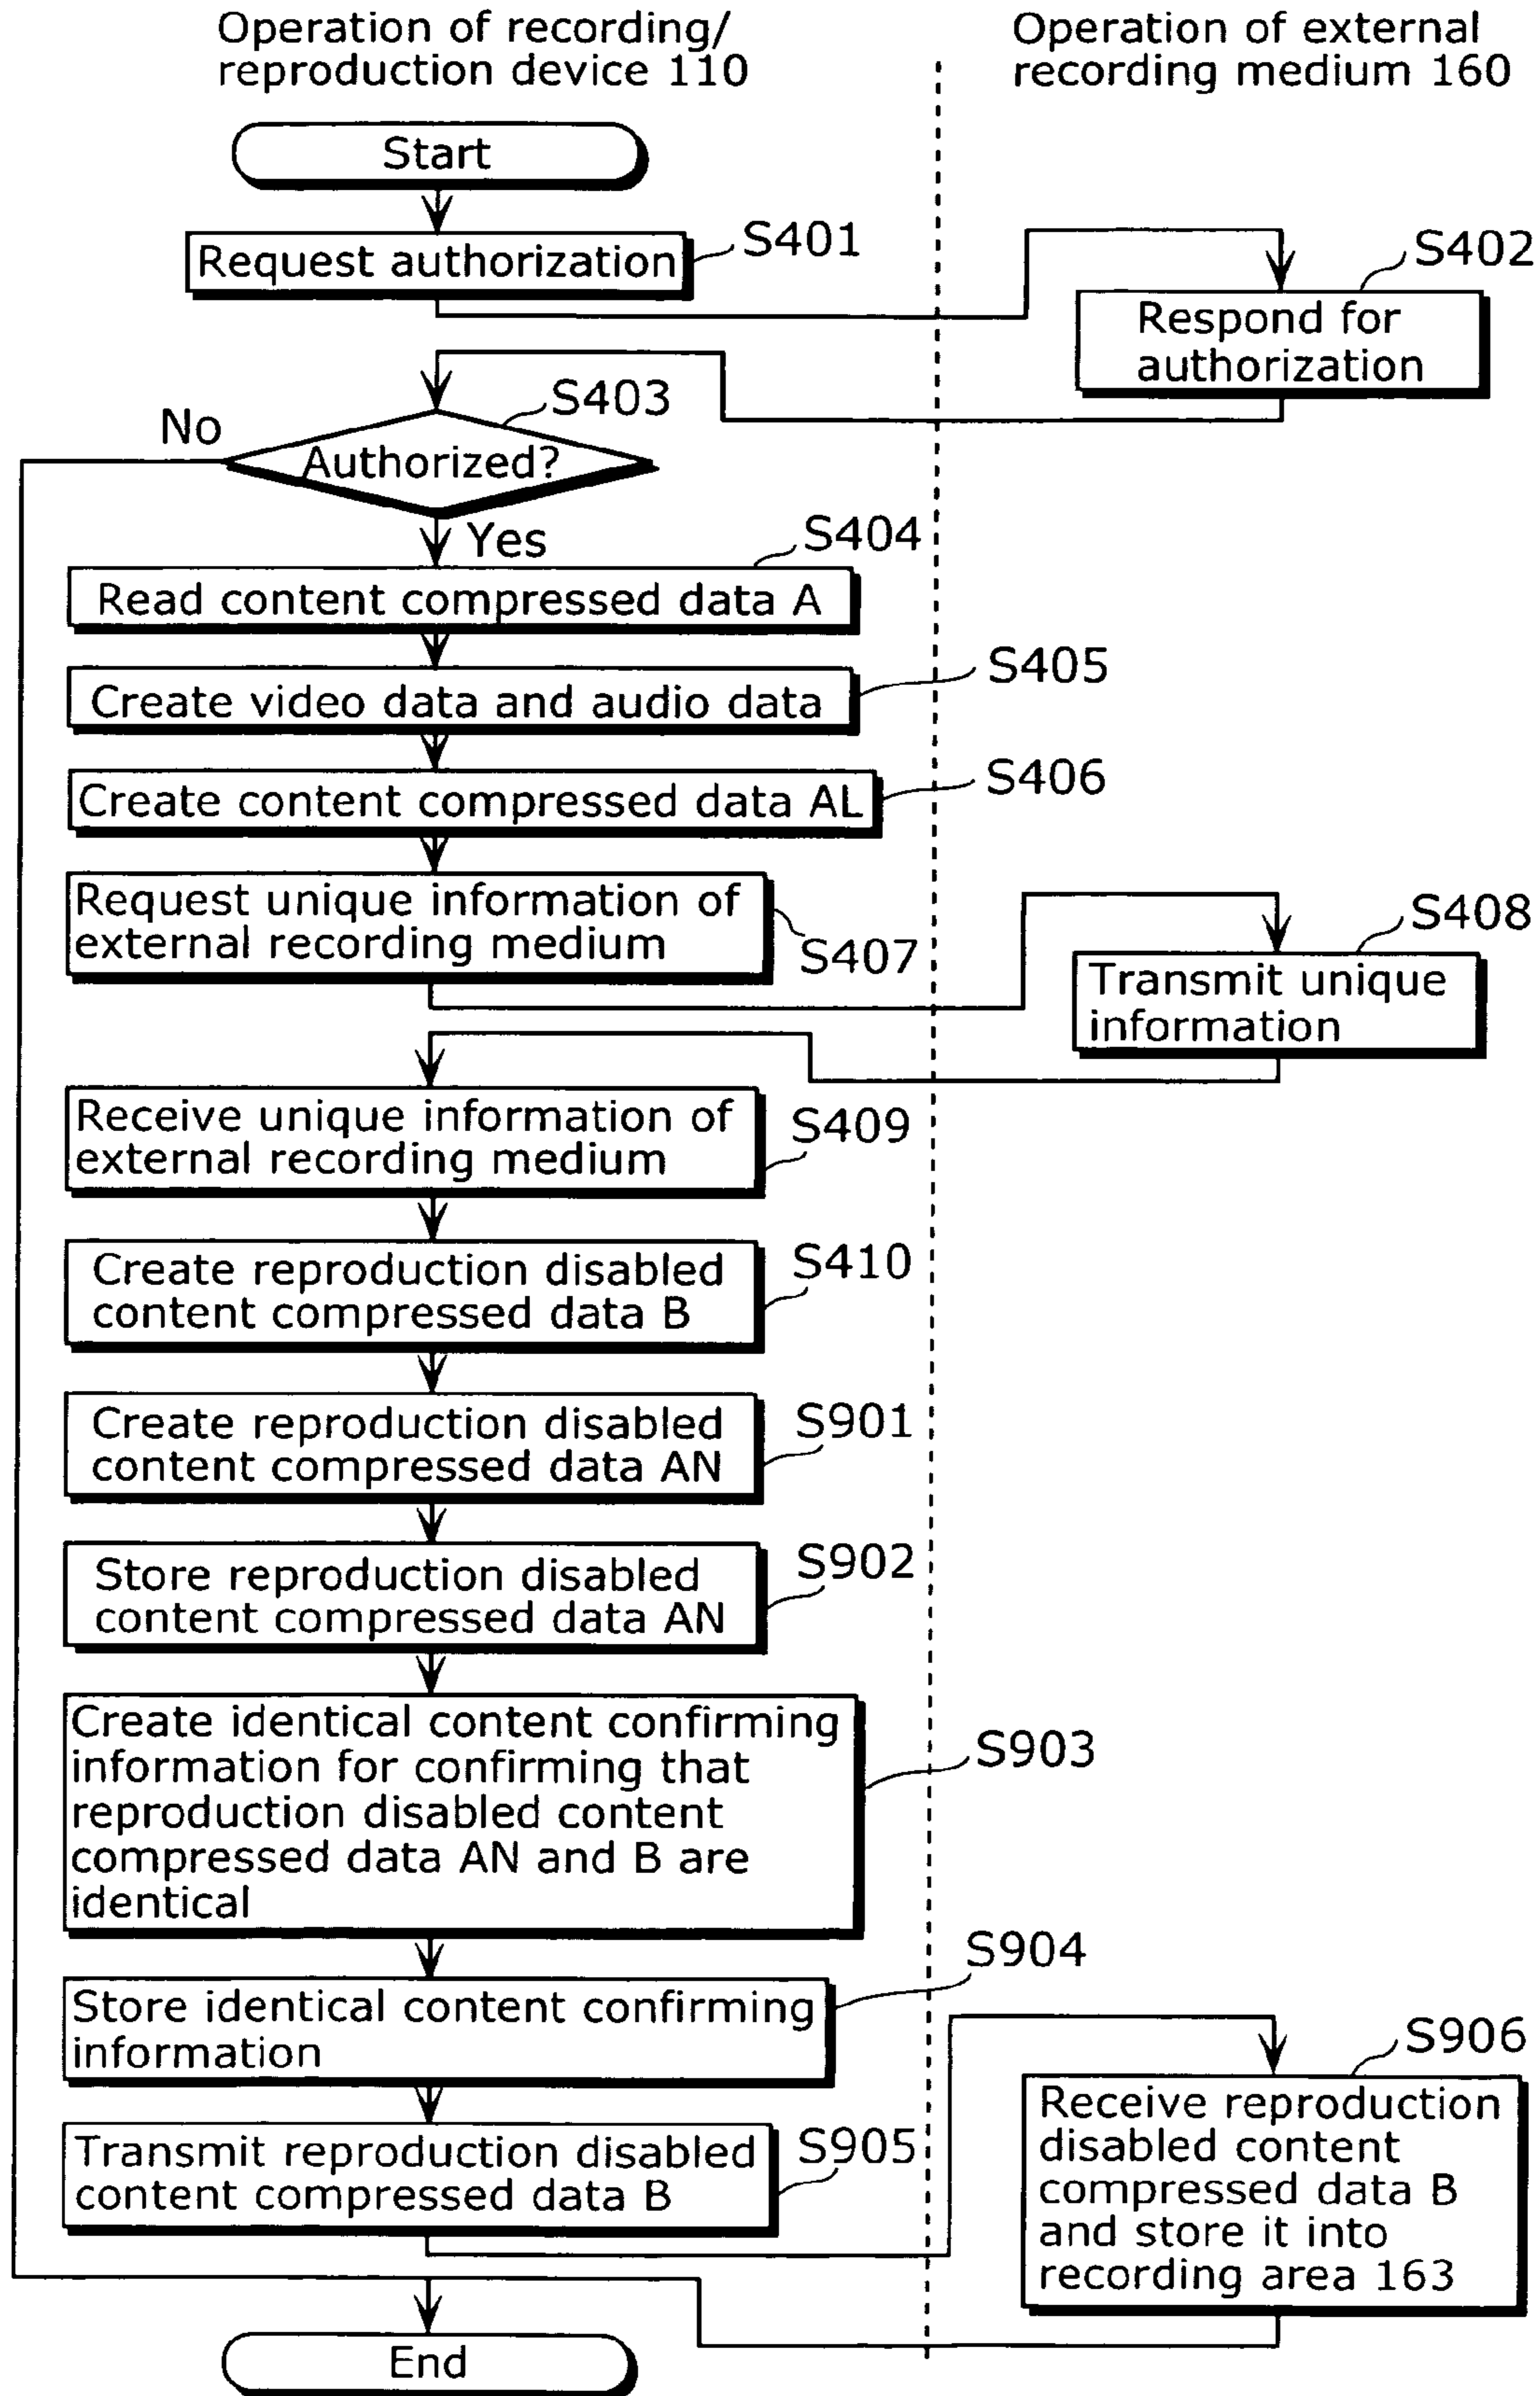 Operation of recording/
reproduction device 110
Operation of external
recording medium 160
Start
S401
Request authorization
S402
Respond for
authorization
S403
No
Authorized?
Yes
S404
Read content compressed data A
S405
Create video data and audio data
S406
Create content compressed data AL
Request unique information of
external recording medium
S407
S408
Transmit unique
information
Receive unique information of
external recording medium
S409
S410
Create reproduction disabled
content compressed data B
S901
Create reproduction disabled
content compressed data AN
S902
Store reproduction disabled
content compressed data AN
Create identical content confirming
information for confirming that
reproduction disabled content
compressed data AN and B are
identical
S903
S904
Store identical content confirming
information
S905
Transmit reproduction disabled
content compressed data B
S906
Receive reproduction
disabled content
compressed data B
and store it into
recording area 163
End